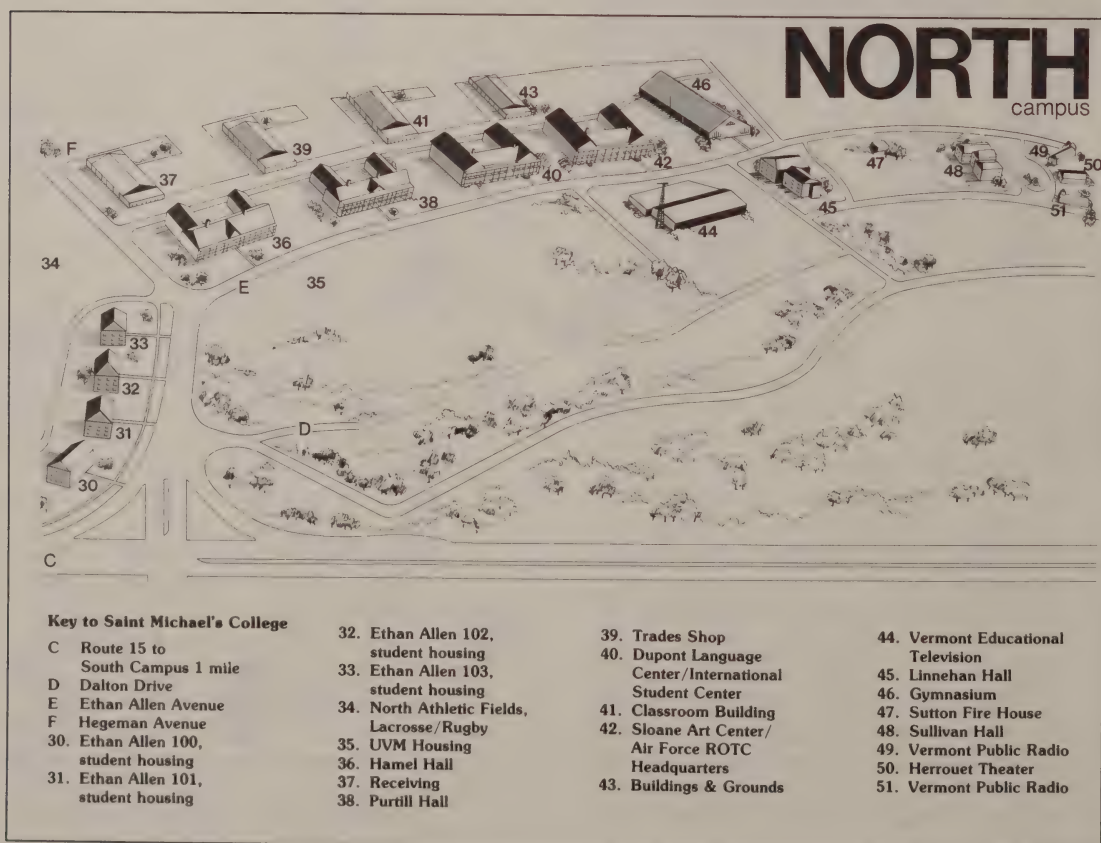 NORTH
campus
46
43
41
F
39
37
42
40
38
36
47
49
50
48
51
45
44
34
35
E
33
32
31
D
30
C
Key to Saint Michael's College
C Route 15 to
South Campus 1 mile
D Dalton Drive
E Ethan Allen Avenue
F Hegeman Avenue
30. Ethan Allen 100,
student housing
31. Ethan Allen 101,
student housing
32. Ethan Allen 102,
student housing
33. Ethan Allen 103,
student housing
34. North Athletic Fields,
Lacrosse/Rugby
35. UVM Housing
36. Hamel Hall
37. Receiving
38. Purtill Hall
39. Trades Shop
40. Dupont Language
Center/International
Student Center
41. Classroom Building
42. Sloane Art Center/
Air Force ROTC
Headquarters
43. Buildings & Grounds
44. Vermont Educational
Television
45. Linnehan Hall
46. Gymnasium
47. Sutton Fire House
48. Sullivan Hall
49. Vermont Public Radio
50. Herrouet Theater
51. Vermont Public Radio